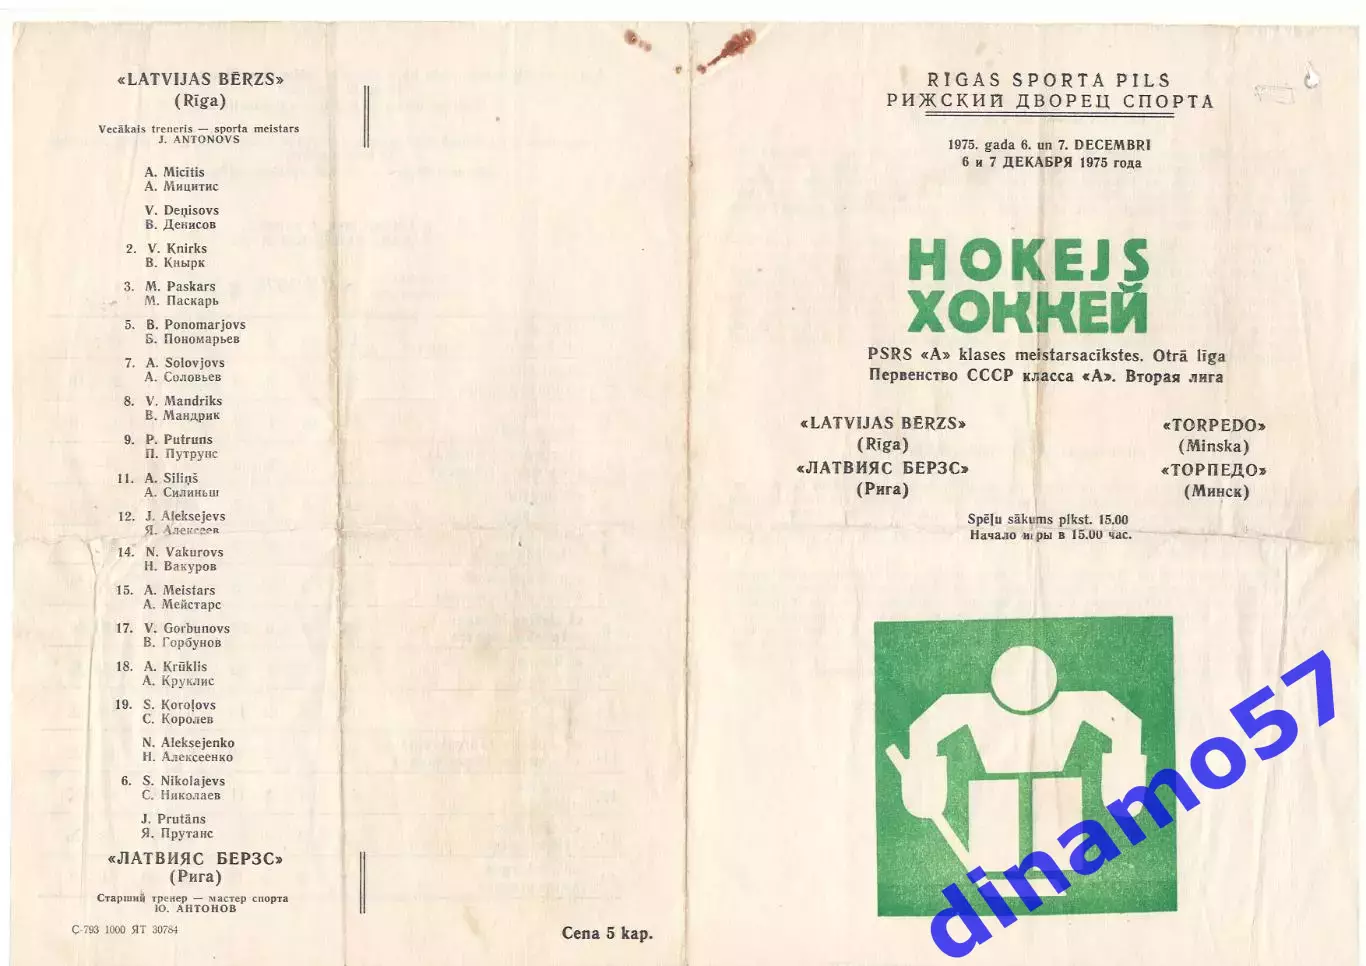 «LATVIJAS BĒRZS»
(Rīga)
Vecākais treneris — sporta meistars
J. ANTONOVS
A. Micītis
А. Мицитис
V. Deņisovs
В. Денисов
2. V. Knirks
В. Кнырк
3. M. Paskars
М. Паскарь
5. B. Ponomarjovs
Б. Пономарьев
7. A. Solovjovs
А. Соловьев
8. V. Mandriks
В. Мандрик
9. P. Putruns
П. Путрунс
11. A. Siliņš
А. Силиньш
12. J. Aleksejevs
Я. Алексеев
14. N. Vakurovs
Н. Вакуров
15. A. Meistars
А. Мейстарс
17. V. Gorbunovs
В. Горбунов
18. A. Krūklis
А. Круклис
19. S. Koroļovs
С. Королев
N. Aleksejenko
Н. Алексеенко
6. S. Nikolajevs
С. Николаев
J. Prutāns
Я. Прутанс
«ЛАТВИЯС БЕРЗС»
(Рига)
Старший тренер — мастер спорта
Ю. АНТОНОВ
С-793 1000 ЯТ 30784
Cena 5 kap.
RĪGAS SPORTA PILS
РИЖСКИЙ ДВОРЕЦ СПОРТА
1975. gada 6. un 7. DECEMBRĪ
6 и 7 ДЕКАБРЯ 1975 года
HOKEJS
ХОККЕЙ
PSRS «A» klases meistarsacīkstes. Otrā līga
Первенство СССР класса «А». Вторая лига
«LATVIJAS BĒRZS» «TORPEDO»
(Rīga) (Minska)
«ЛАТВИЯС БЕРЗС» «ТОРПЕДО»
(Рига) (Минск)
Spēļu sākums plkst. 15.00
Начало игры в 15.00 час.
dinamo57